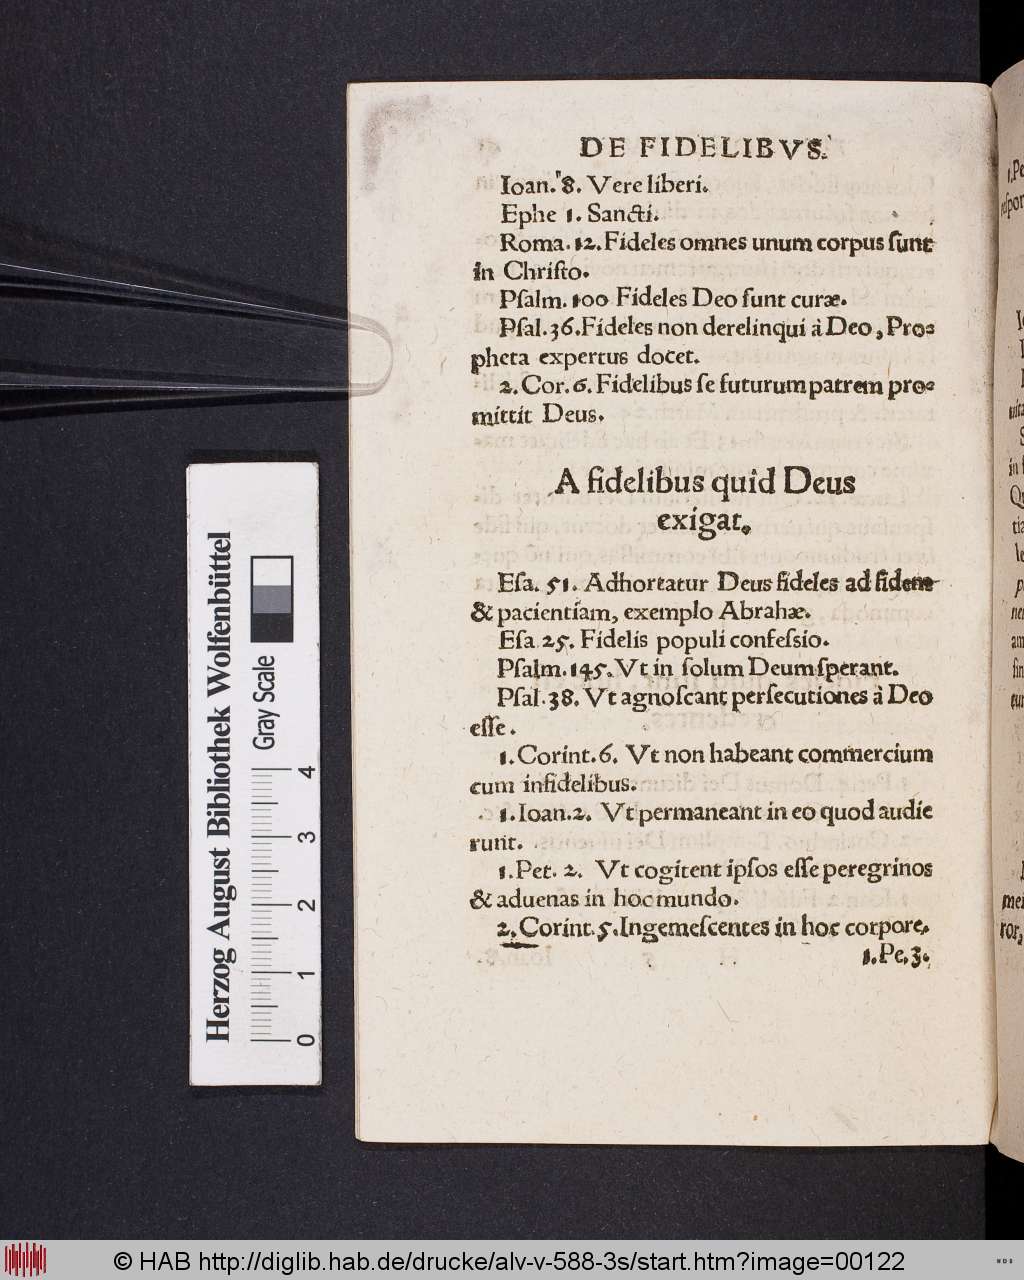 DE FIDELIBVS.
Ioan. 8. Vere liberi.
Ephe 1. Sancti.
Roma. 12. Fideles omnes unum corpus ſunt
in Chriſto.
Pſalm. 100 Fideles Deo ſunt curæ.
Pſal. 36. Fideles non derelinqui à Deo, Pro⸗
pheta expertus docet.
2. Cor. 6. Fidelibus ſe futurum patrem pro⸗
mittit Deus.
A fidelibus quid Deus
exigat.
Eſa. 51. Adhortatur Deus fideles ad fidem
& pacientiam, exemplo Abrahæ.
Eſa 25. Fidelis populi confeſsio.
Pſalm. 145. Vt in ſolum Deum ſperant.
Pſal. 38. Vt agnoſcant perſecutiones à Deo
eſſe.
1. Corint. 6. Vt non habeant commercium
cum infidelibus.
1. Ioan. 2. Vt permaneant in eo quod audie
runt.
1. Pet. 2. Vt cogitent ipſos eſſe peregrinos
& aduenas in hoc mundo.
2. Corint. 5. Ingemeſcentes in hoc corpore.
1. Pe. 3.
Herzog August Bibliothek Wolfenbüttel
Gray Scale
0 1 2 3 4
© HAB http://diglib.hab.de/drucke/alv-v-588-3s/start.htm?image=00122